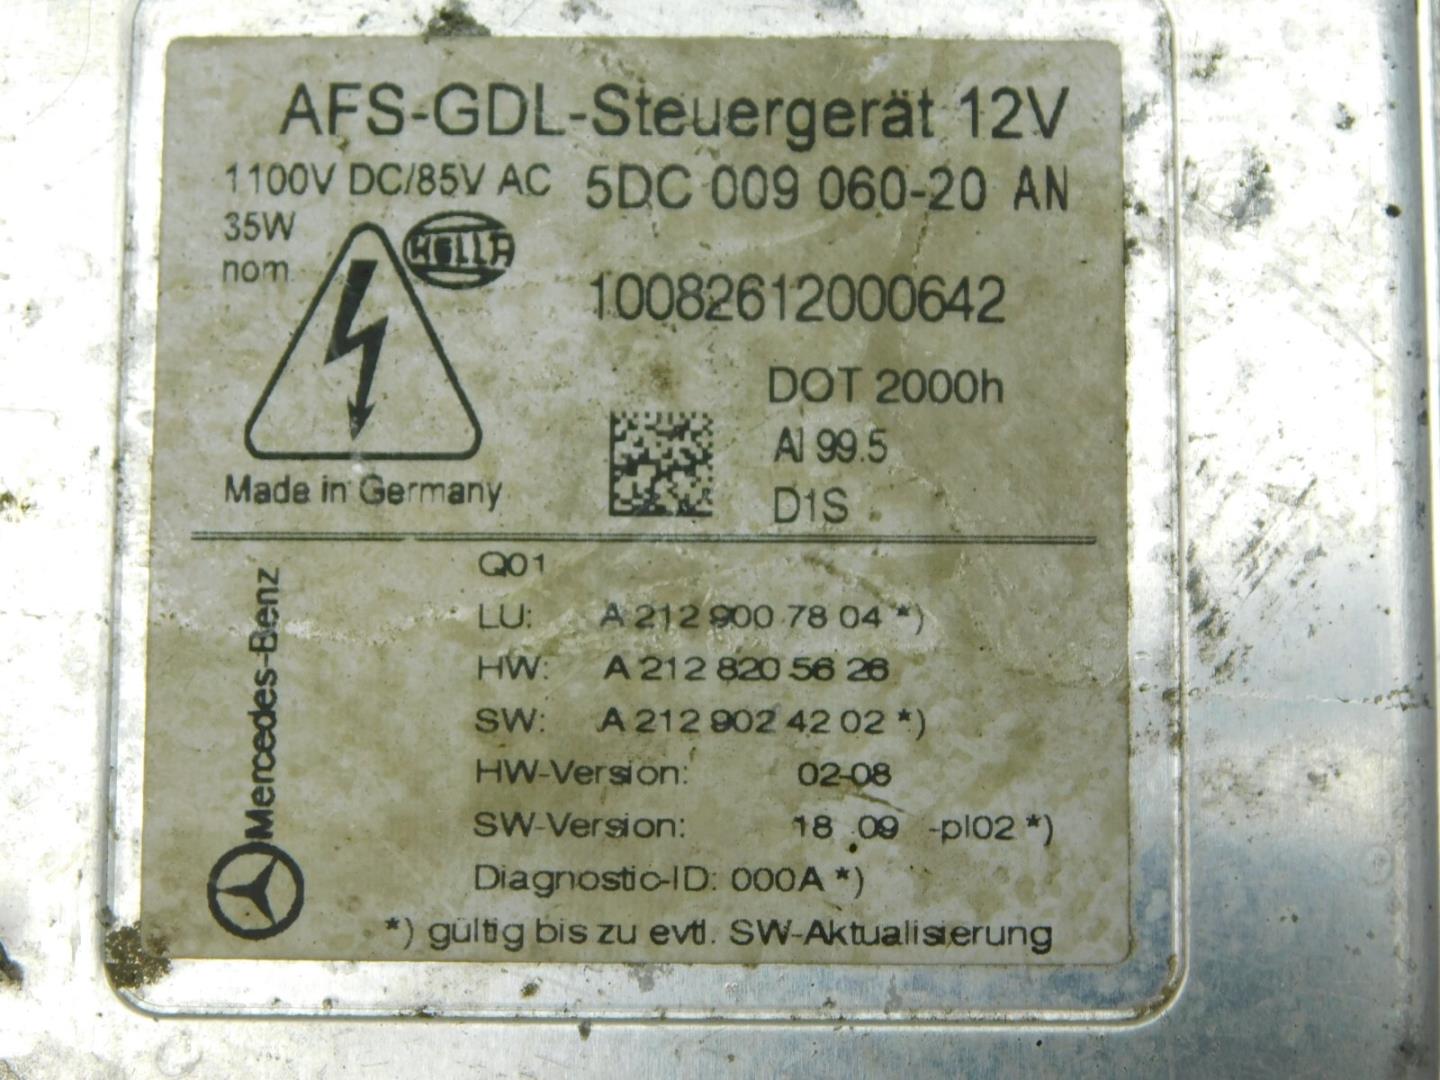 AFS-GDL-Steuergerät 12V
1100V DC/85V AC 5DC 009 060-20 AN
35W
nom.
HELLA
10082612000642
DOT 2000h
Al 99.5
D1S
Made in Germany
Mercedes-Benz
Q01
LU: A 212 900 78 04 *)
HW: A 212 820 56 26
SW: A 212 902 42 02 *)
HW-Version: 02-08
SW-Version: 18 .09 -pl02 *)
Diagnostic-ID: 000A *)
*) gültig bis zu evtl. SW-Aktualisierung